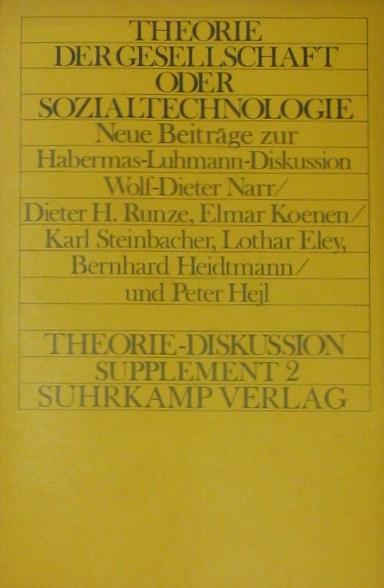 THEORIE
DER GESELLSCHAFT
ODER
SOZIALTECHNOLOGIE
Neue Beiträge zur
Habermas-Luhmann-Diskussion
Wolf-Dieter Narr/
Dieter H. Runze, Elmar Koenen/
Karl Steinbacher, Lothar Eley,
Bernhard Heidtmann/
und Peter Hejl
THEORIE-DISKUSSION
SUPPLEMENT 2
SUHRKAMP VERLAG